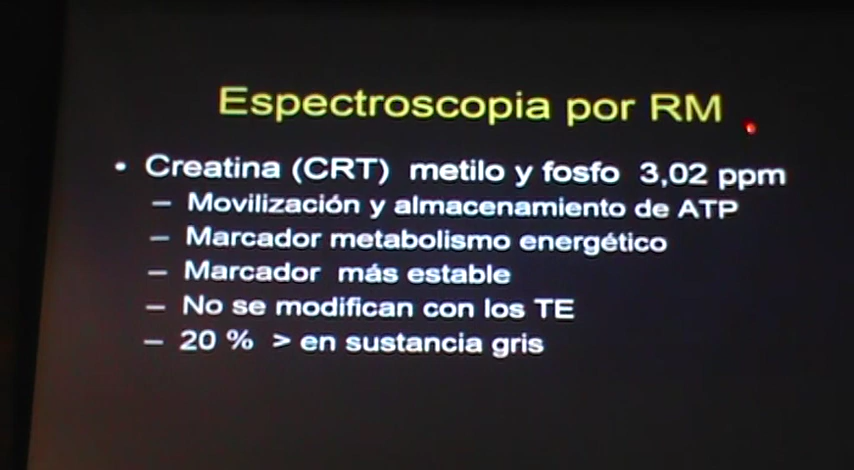 Espectroscopia por RM
• Creatina (CRT) metilo y fosfo 3,02 ppm
– Movilización y almacenamiento de ATP
– Marcador metabolismo energético
– Marcador más estable
– No se modifican con los TE
– 20 % > en sustancia gris